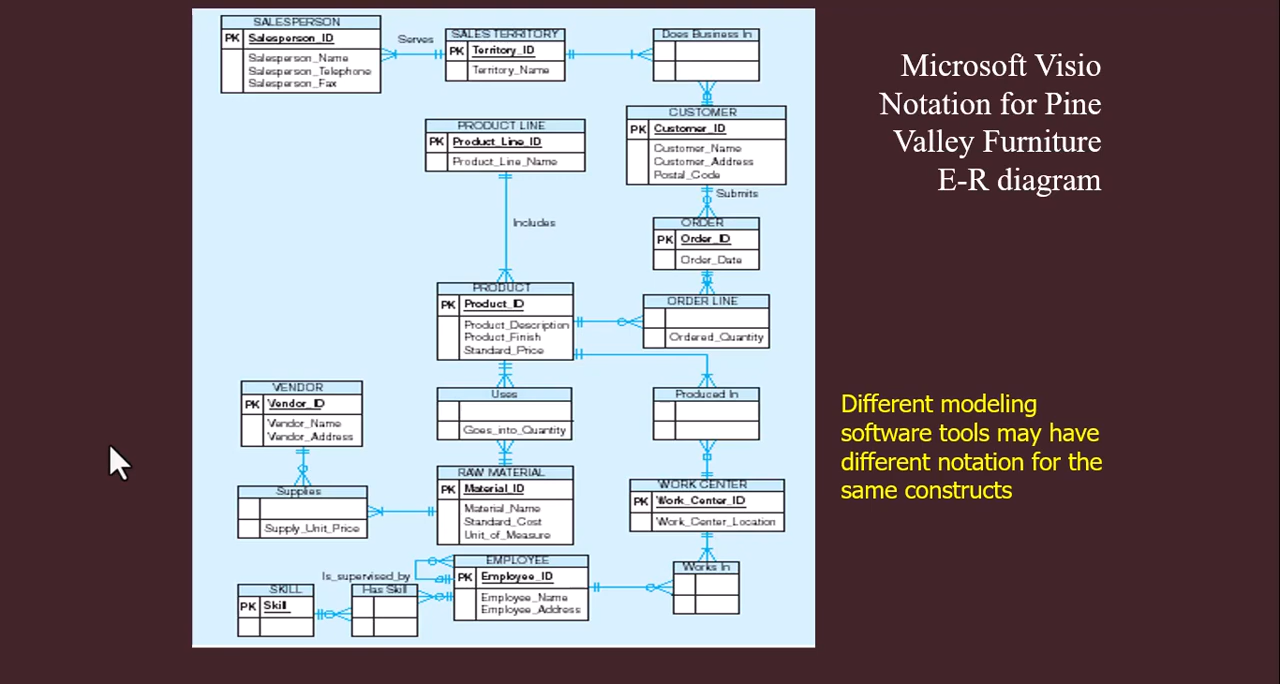 SALESPERSON
PK Salesperson_ID
Salesperson_Name
Salesperson_Telephone
Salesperson_Fax
Serves
SALES TERRITORY
PK Territory_ID
Territory_Name
Does Business In
Microsoft Visio
Notation for Pine
Valley Furniture
E-R diagram
PRODUCT LINE
PK Product_Line_ID
Product_Line_Name
CUSTOMER
PK Customer_ID
Customer_Name
Customer_Address
Postal_Code
Submits
Includes
ORDER
PK Order_ID
Order_Date
PRODUCT
PK Product_ID
Product_Description
Product_Finish
Standard_Price
ORDER LINE
Ordered_Quantity
VENDOR
PK Vendor_ID
Vendor_Name
Vendor_Address
Uses
Goes_into_Quantity
Produced In
Different modeling
software tools may have
different notation for the
same constructs
Supplies
Supply_Unit_Price
RAW MATERIAL
PK Material_ID
Material_Name
Standard_Cost
Unit_of_Measure
WORK CENTER
PK Work_Center_ID
Work_Center_Location
EMPLOYEE
PK Employee_ID
Employee_Name
Employee_Address
Is_supervised_by
Works In
SKILL
PK Skill
Has Skill